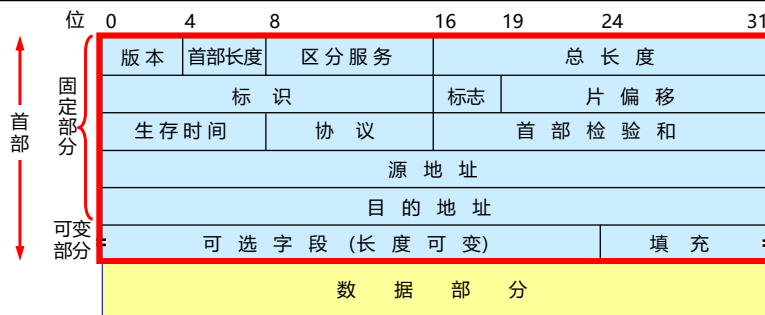 位 0 4 8 16 19 24 31
版本 首部长度 区分服务 总长度
标识 标志 片偏移
生存时间 协议 首部检验和
源地址
目的地址
可选字段 (长度可变) 填充
数据部分
首部
固定部分
可变
部分